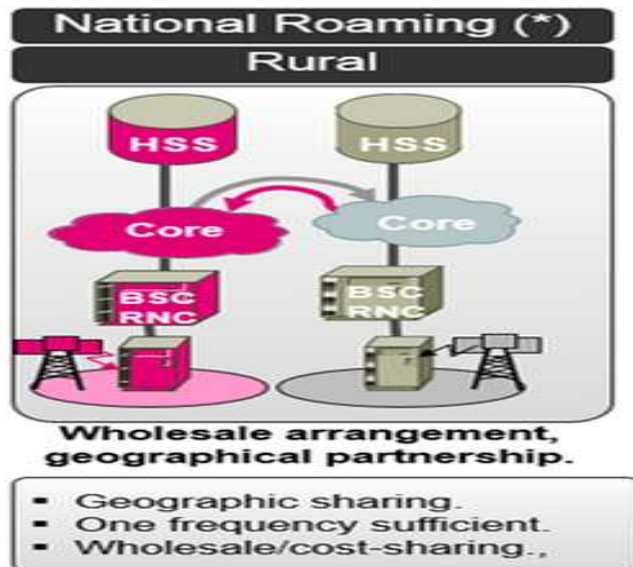 National Roaming (*)
Rural
HSS HSS
Core Core
BSC BSC
RNC RNC
Wholesale arrangement,
geographical partnership.
▪ Geographic sharing.
▪ One frequency sufficient.
▪ Wholesale/cost-sharing.,